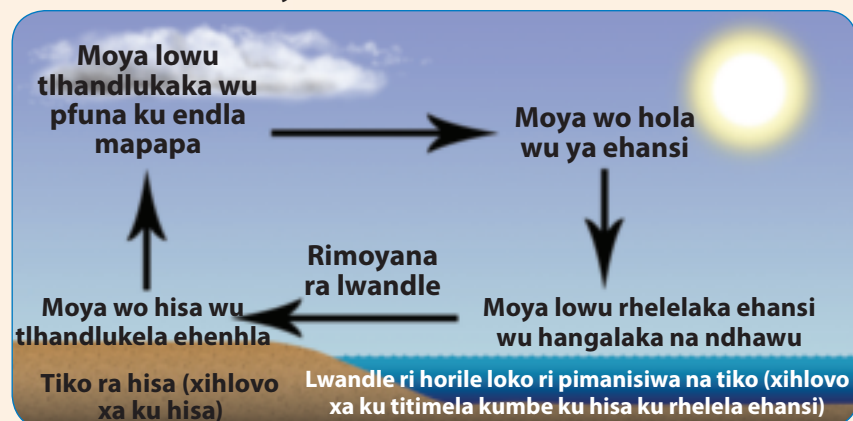 Moya lowu
tlhandlukaka wu
pfuna ku endla
mapapa
Moya wo hola
wu ya ehansi
Rimoyana
ra lwandle
Moya wo hisa wu
tlhandlukela ehenhla
Moya lowu rhelelaka ehansi
wu hangalaka na ndhawu
Tiko ra hisa (xihlovo
xa ku hisa)
Lwandle ri horile loko ri pimanisiwa na tiko (xihlovo
xa ku titimela kumbe ku hisa ku rhelela ehansi)